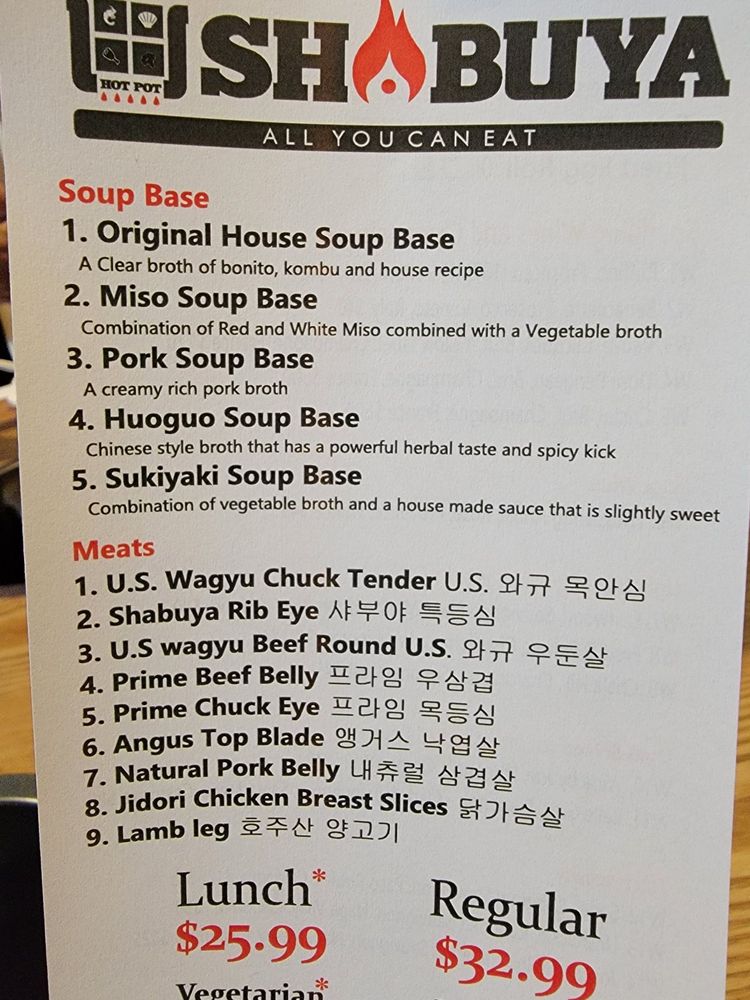 HOT POT
SHABUYA
ALL YOU CAN EAT
Soup Base
1. Original House Soup Base
A Clear broth of bonito, kombu and house recipe
2. Miso Soup Base
Combination of Red and White Miso combined with a Vegetable broth
3. Pork Soup Base
A creamy rich pork broth
4. Huoguo Soup Base
Chinese style broth that has a powerful herbal taste and spicy kick
5. Sukiyaki Soup Base
Combination of vegetable broth and a house made sauce that is slightly sweet
Meats
1. U.S. Wagyu Chuck Tender U.S. 와규 목안심
2. Shabuya Rib Eye 샤부야 특등심
3. U.S wagyu Beef Round U.S. 와규 우둔살
4. Prime Beef Belly 프라임 우삼겹
5. Prime Chuck Eye 프라임 목등심
6. Angus Top Blade 앵거스 낙엽살
7. Natural Pork Belly 내츄럴 삼겹살
8. Jidori Chicken Breast Slices 닭가슴살
9. Lamb leg 호주산 양고기
Lunch* Regular
$25.99 $32.99
Vegetarian*